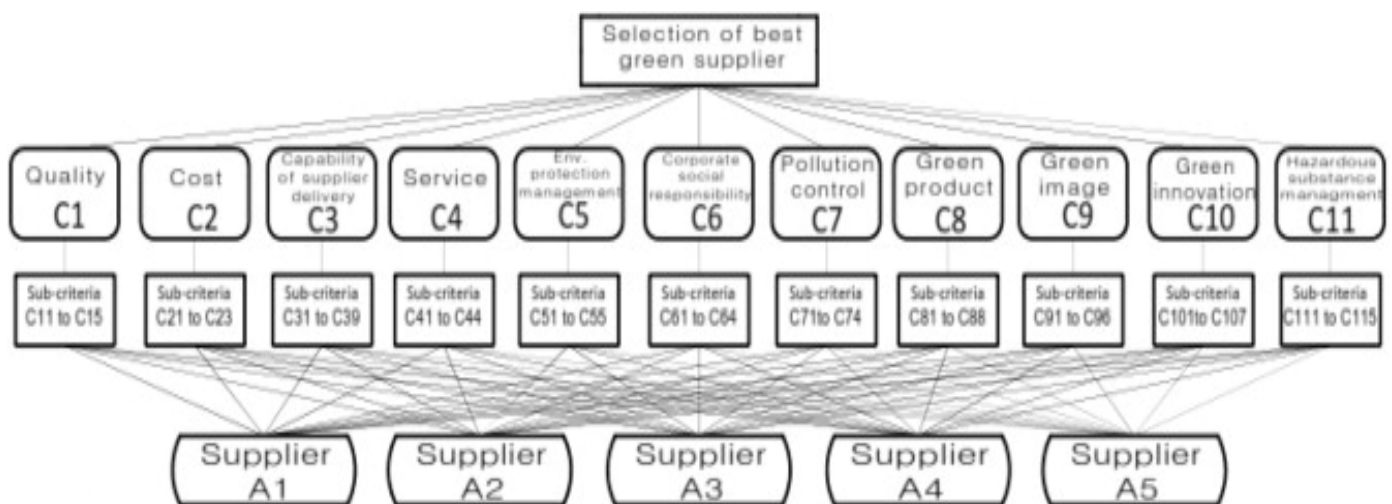 Selection of best
green supplier
Quality
C1
Cost
C2
Capability
of supplier
delivery
C3
Service
C4
Env.
protection
management
C5
Corporate
social
responsibility
C6
Pollution
control
C7
Green
product
C8
Green
image
C9
Green
innovation
C10
Hazardous
substance
managment
C11
Sub-criteria
C11 to C15
Sub-criteria
C21 to C23
Sub-criteria
C31 to C39
Sub-criteria
C41 to C44
Sub-criteria
C51 to C55
Sub-criteria
C61 to C64
Sub-criteria
C71to C74
Sub-criteria
C81 to C88
Sub-criteria
C91 to C96
Sub-criteria
C101to C107
Sub-criteria
C111 to C115
Supplier
A1
Supplier
A2
Supplier
A3
Supplier
A4
Supplier
A5